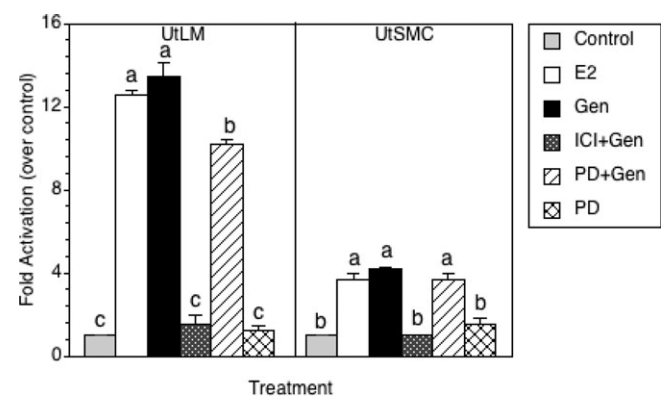 16
12
8
4
0
Fold Activation (over control)
UtLM
UtSMC
c
a
a
c
b
c
b
a
a
b
a
b
Treatment
Control
E2
Gen
ICI+Gen
PD+Gen
PD